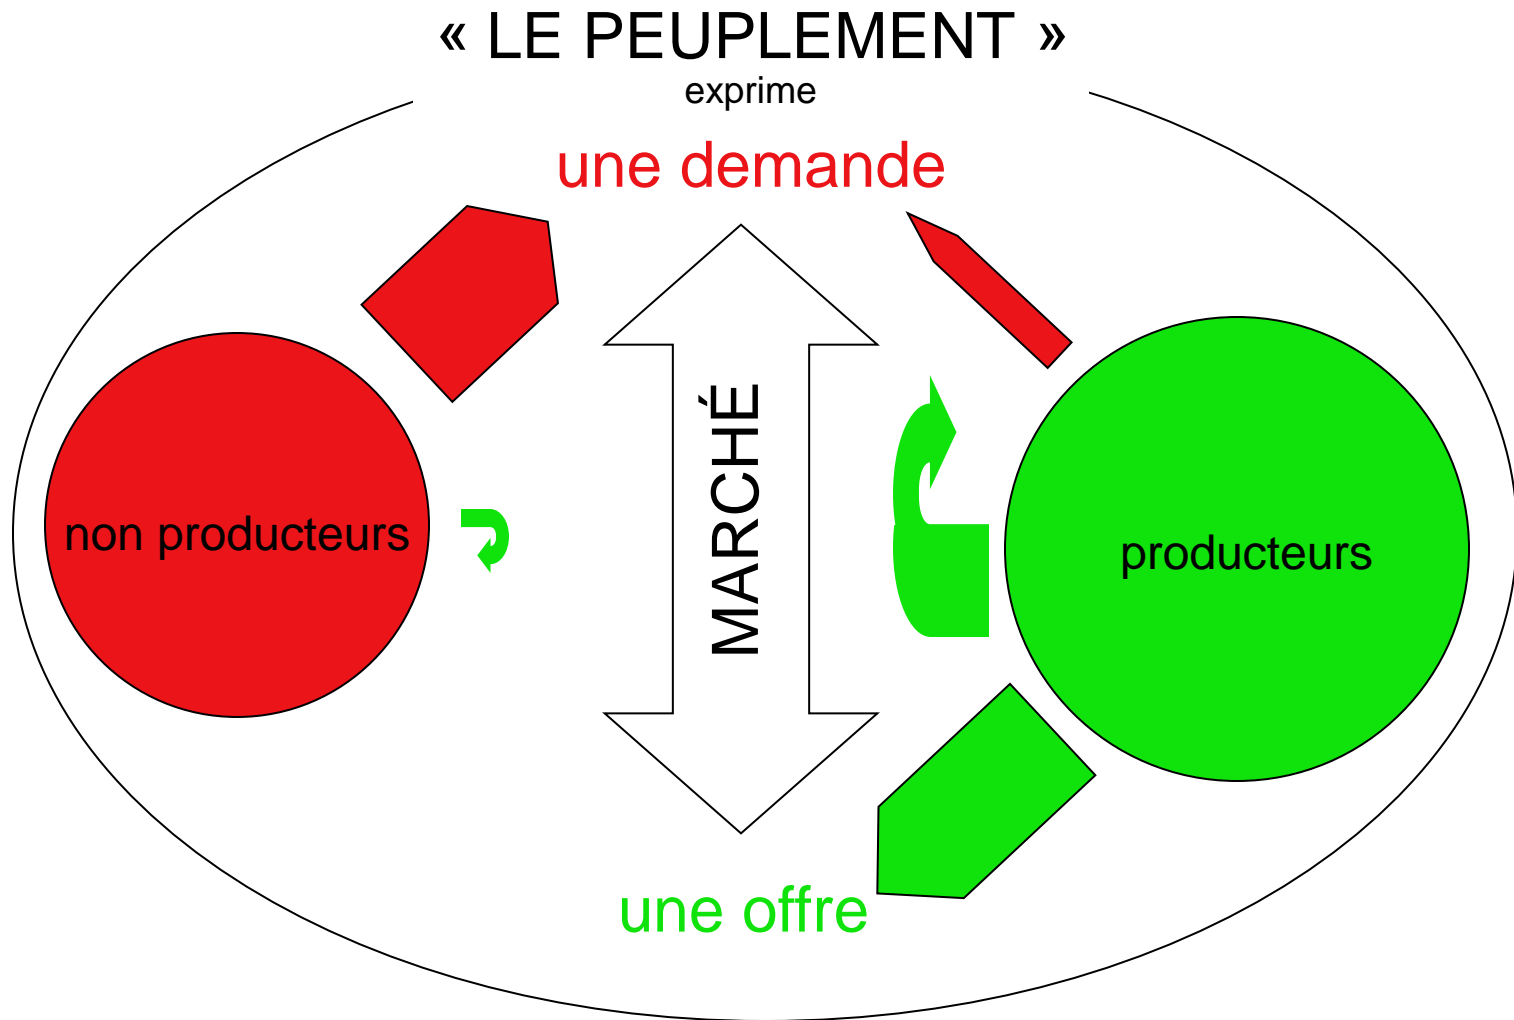 « LE PEUPLEMENT »
exprime
une demande
MARCHÉ
non producteurs
producteurs
une offre